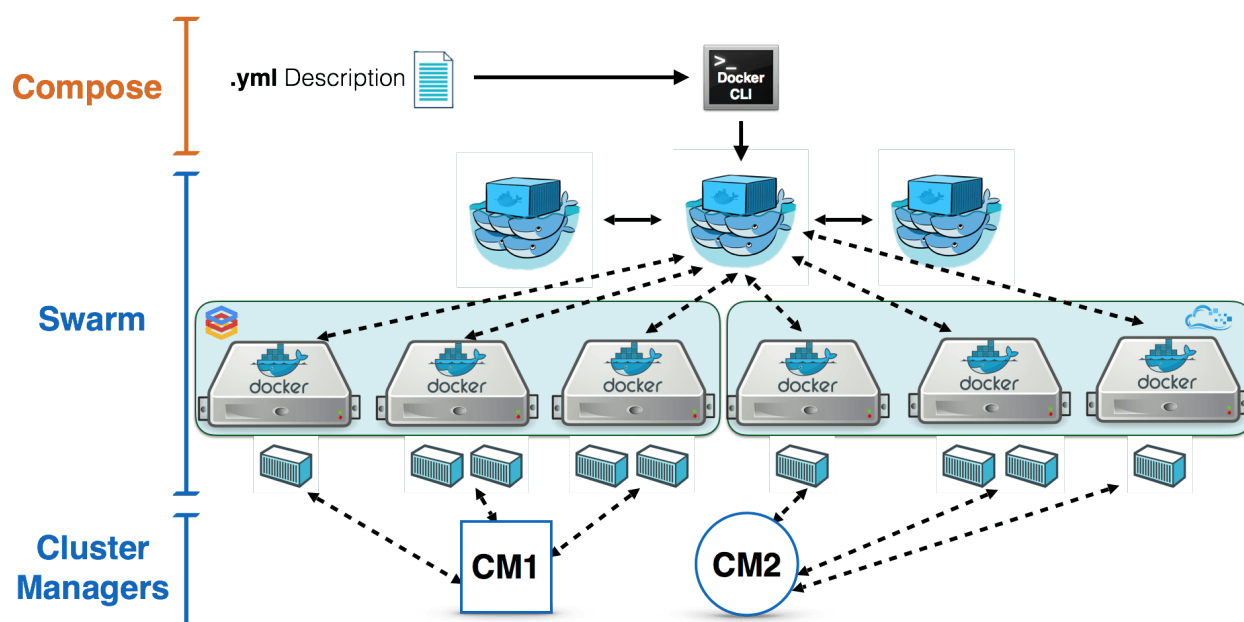 Compose
.yml Description
>_
Docker
CLI
Swarm
docker
docker
docker
docker
docker
docker
Cluster
Managers
CM1
CM2